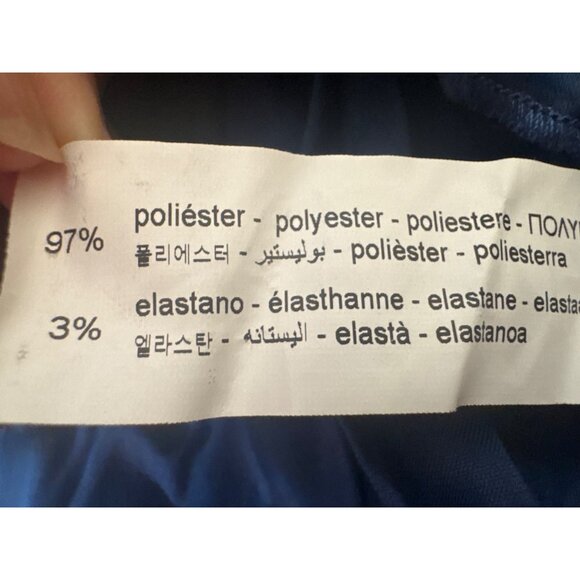 97% poliéster - polyester - poliestere - ΠΟΛΥ
폴리에스터 - بوليستير - polièster - poliesterra
3% elastano - élasthanne - elastane - elasta
엘라스탄 - اليستانه - elastà - elastanoa